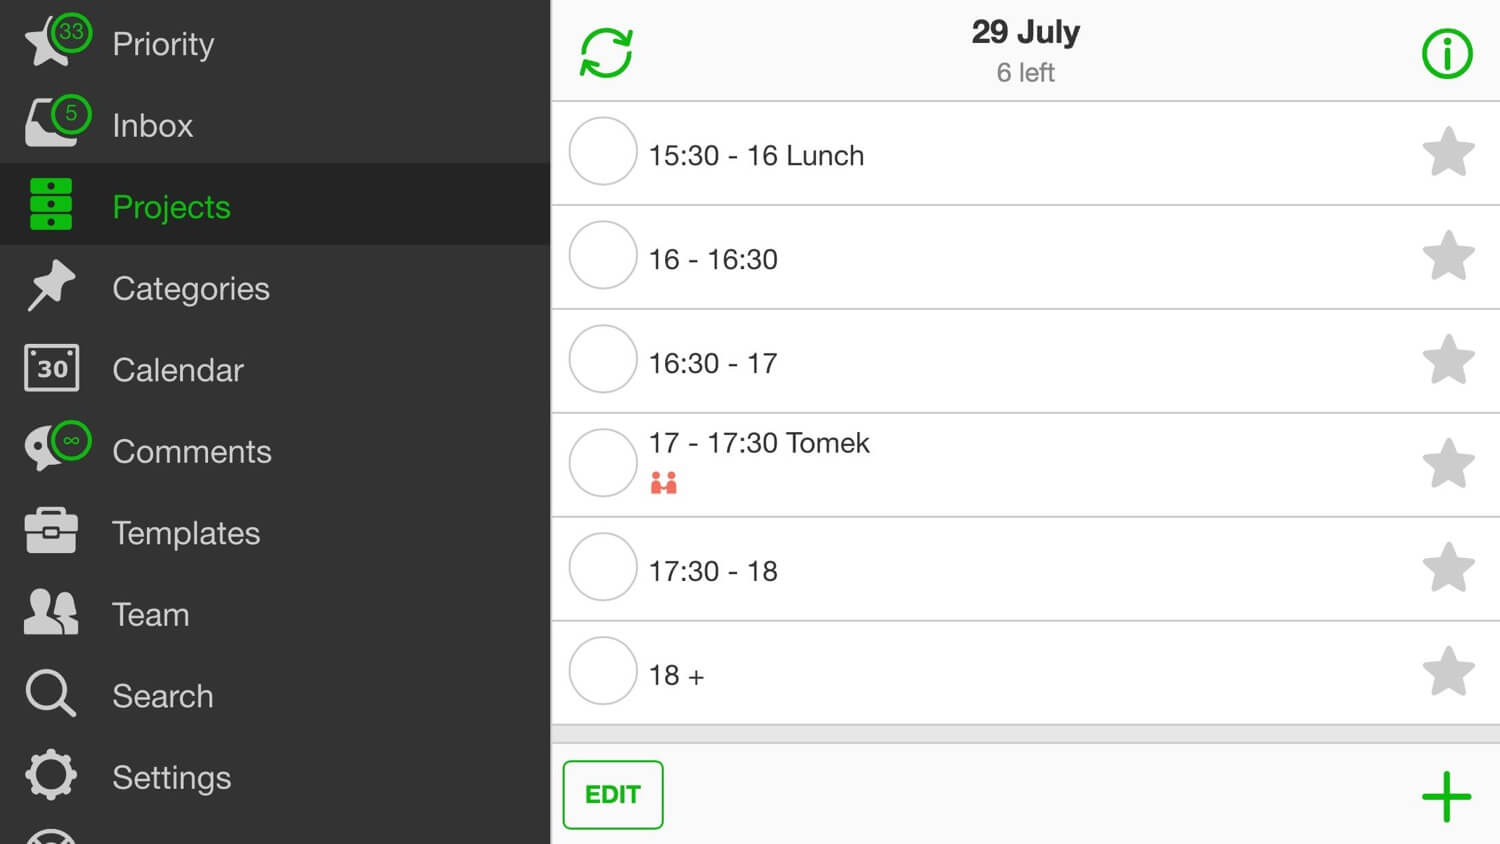 33
Priority
5
Inbox
Projects
Categories
30
Calendar
∞
Comments
Templates
Team
Search
Settings
29 July
6 left
15:30 - 16 Lunch
16 - 16:30
16:30 - 17
17 - 17:30 Tomek
17:30 - 18
18 +
EDIT